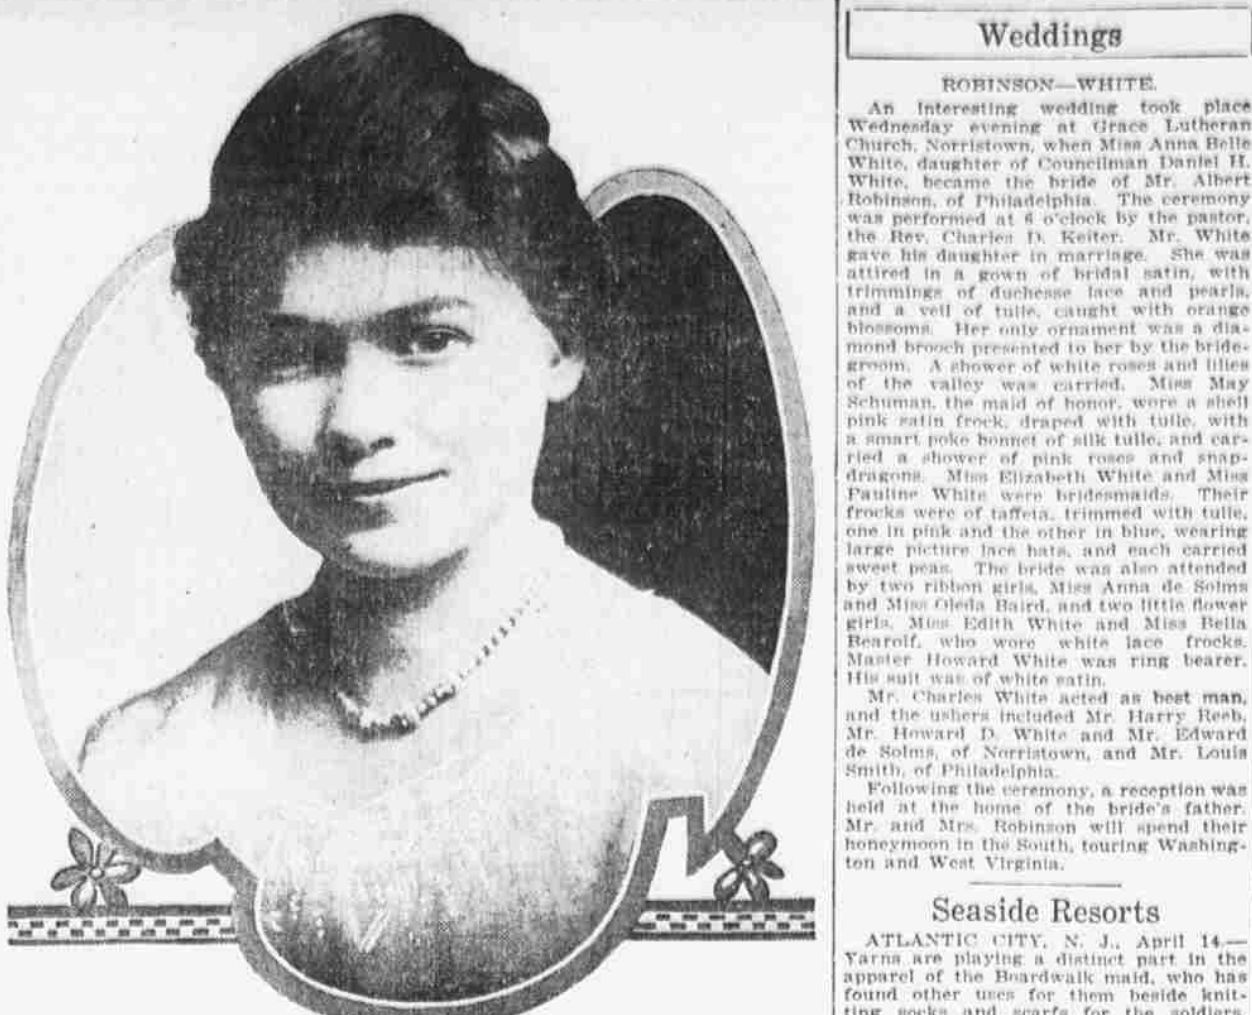 Weddings
ROBINSON—WHITE.
An interesting wedding took place
Wednesday evening at Grace Lutheran
Church, Norristown, when Miss Anna Belle
White, daughter of Councilman Daniel H.
White, became the bride of Mr. Albert
Robinson, of Philadelphia. The ceremony
was performed at 6 o'clock by the pastor,
the Rev. Charles D. Keiter. Mr. White
gave his daughter in marriage. She was
attired in a gown of bridal satin, with
trimmings of duchesse lace and pearls,
and a veil of tulle, caught with orange
blossoms. Her only ornament was a dia-
mond brooch presented to her by the bride-
groom. A shower of white roses and lilies
of the valley was carried. Miss May
Schuman, the maid of honor, wore a shell
pink satin frock, draped with tulle, with
a smart poke bonnet of silk tulle, and car-
ried a shower of pink roses and snap-
dragons. Miss Elizabeth White and Miss
Pauline White were bridesmaids. Their
frocks were of taffeta, trimmed with tulle,
one in pink and the other in blue, wearing
large picture lace hats, and each carried
sweet peas. The bride was also attended
by two ribbon girls, Miss Anna de Solms
and Miss Oleda Baird, and two little flower
girls, Miss Edith White and Miss Bella
Bearolf, who wore white lace frocks.
Master Howard White was ring bearer.
His suit was of white satin.
Mr. Charles White acted as best man,
and the ushers included Mr. Harry Reeb,
Mr. Howard D. White and Mr. Edward
de Solms, of Norristown, and Mr. Louis
Smith, of Philadelphia.
Following the ceremony, a reception was
held at the home of the bride's father.
Mr. and Mrs. Robinson will spend their
honeymoon in the South, touring Washing-
ton and West Virginia.
Seaside Resorts
ATLANTIC CITY, N. J., April 14.—
Yarns are playing a distinct part in the
apparel of the Boardwalk maid, who has
found other uses for them beside knit-
ting socks and scarfs for the soldiers.